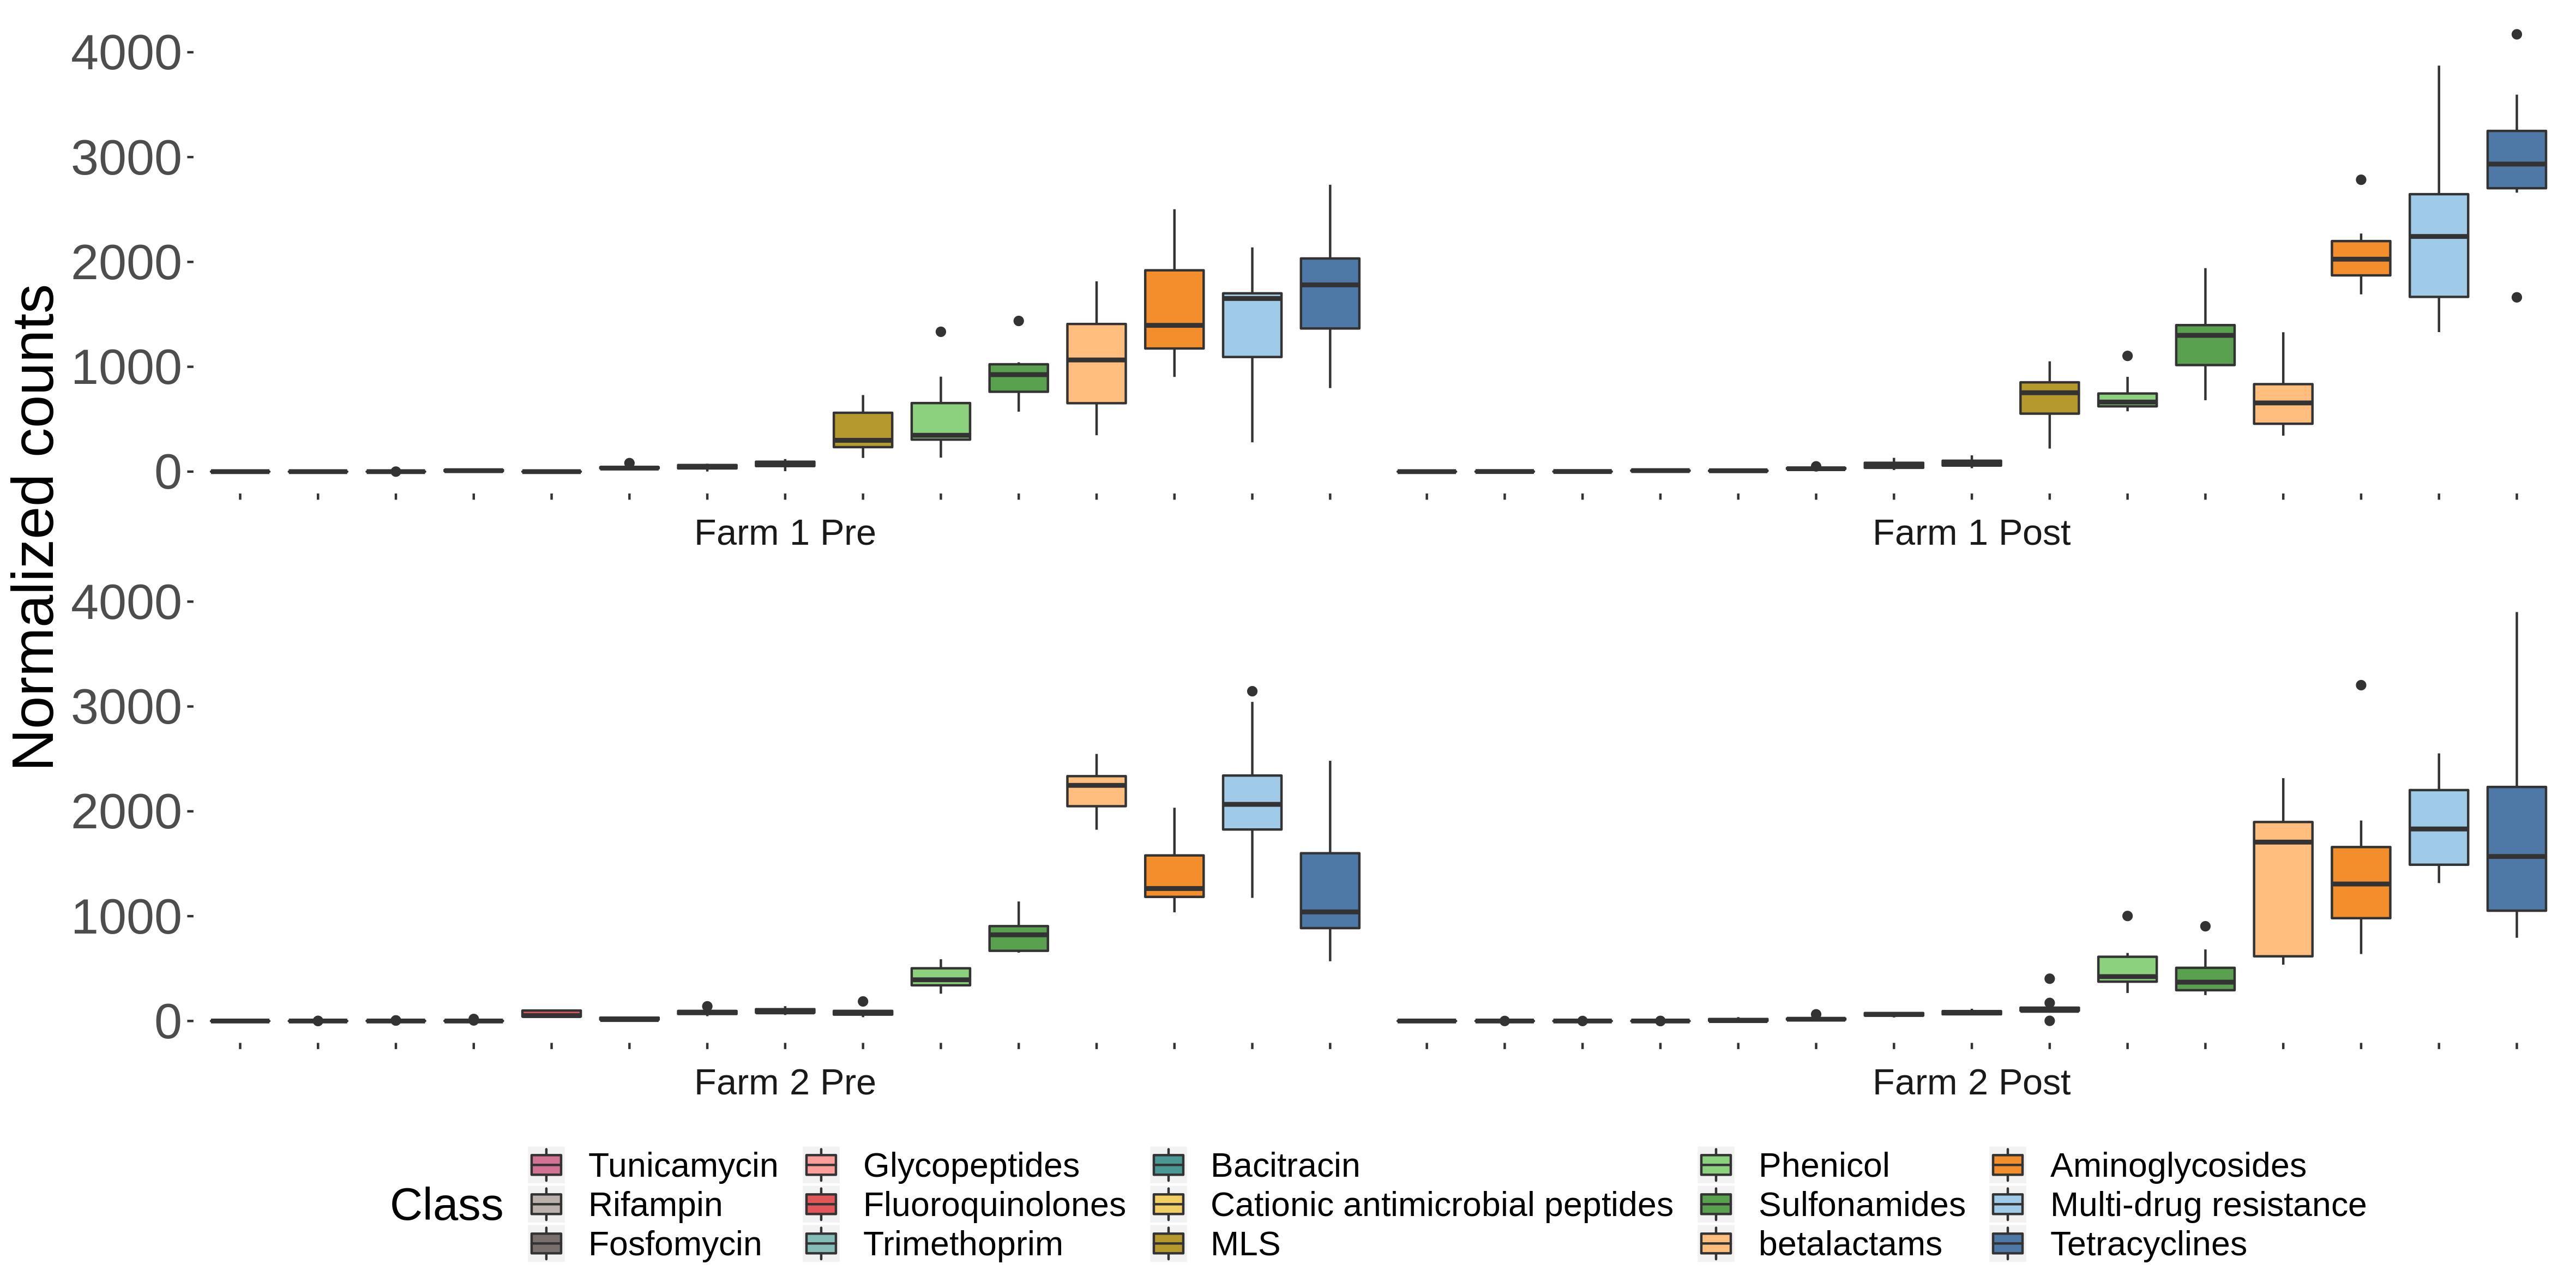 Normalized counts
4000
3000
2000
1000
0
Farm 1 Pre
Farm 1 Post
4000
3000
2000
1000
0
Farm 2 Pre
Farm 2 Post
Class
Tunicamycin
Rifampin
Fosfomycin
Glycopeptides
Fluoroquinolones
Trimethoprim
Bacitracin
Cationic antimicrobial peptides
MLS
Phenicol
Sulfonamides
betalactams
Aminoglycosides
Multi-drug resistance
Tetracyclines